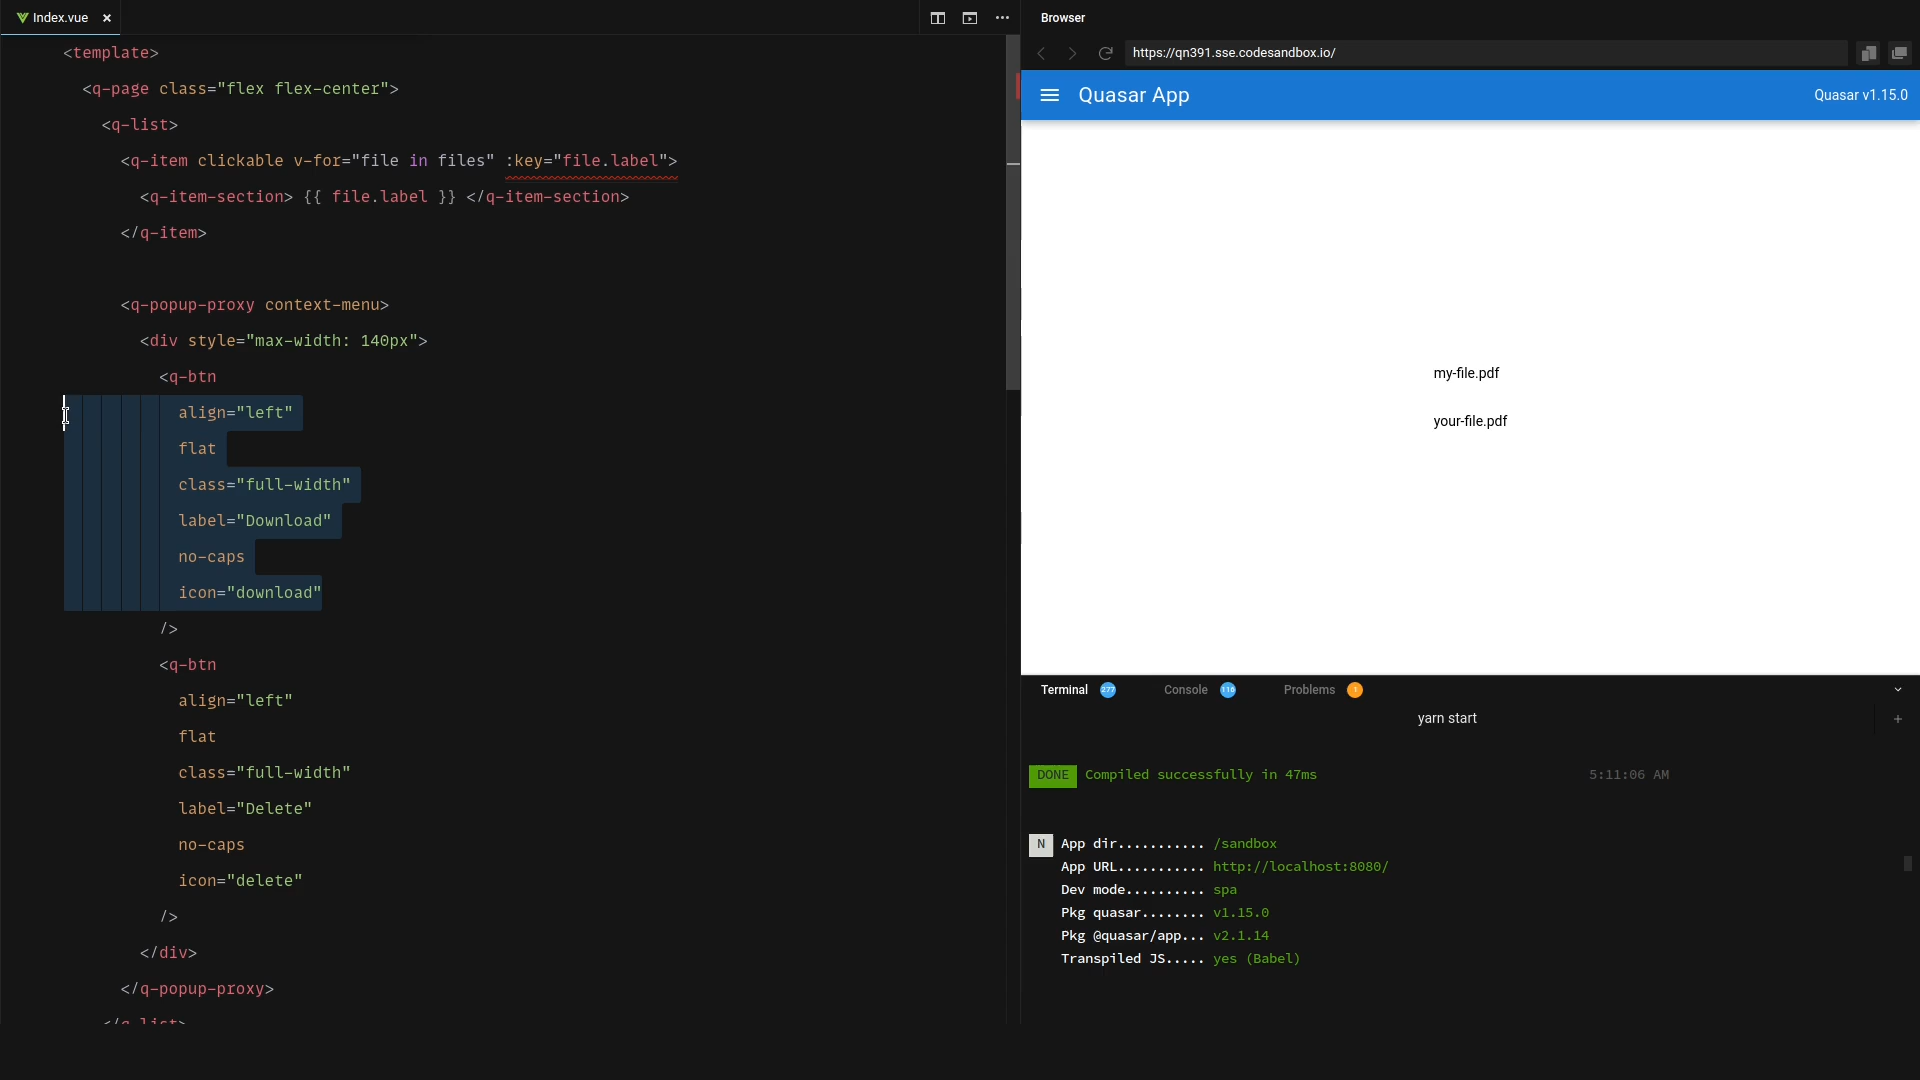 Index.vue
<template>
<q-page class="flex flex-center">
<q-list>
<q-item clickable v-for="file in files" :key="file.label">
<q-item-section> {{ file.label }} </q-item-section>
</q-item>
<q-popup-proxy context-menu>
<div style="max-width: 140px">
<q-btn
align="left"
flat
class="full-width"
label="Download"
no-caps
icon="download"
/>
<q-btn
align="left"
flat
class="full-width"
label="Delete"
no-caps
icon="delete"
/>
</div>
</q-popup-proxy>
</q-list>
Browser
https://qn391.sse.codesandbox.io/
Quasar App
Quasar v1.15.0
my-file.pdf
your-file.pdf
Terminal 277 Console 116 Problems 1
yarn start
DONE Compiled successfully in 47ms 5:11:06 AM
N App dir........... /sandbox
App URL........... http://localhost:8080/
Dev mode.......... spa
Pkg quasar........ v1.15.0
Pkg @quasar/app... v2.1.14
Transpiled JS..... yes (Babel)